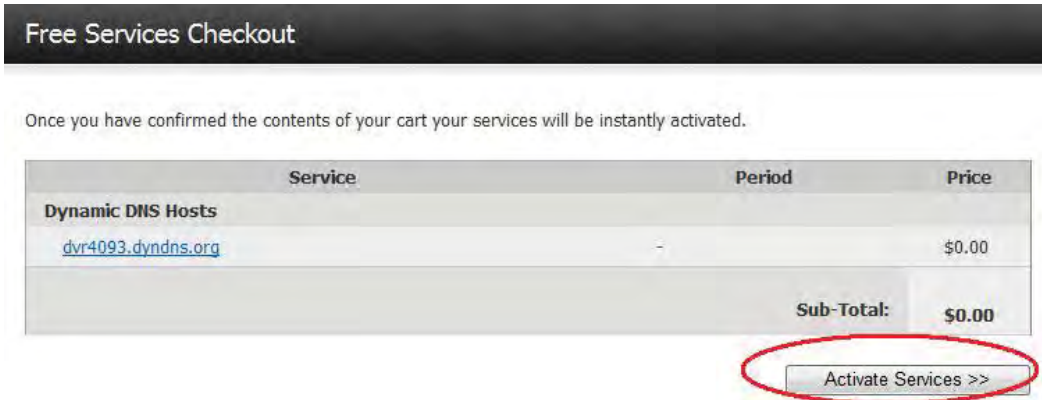 Free Services Checkout
Once you have confirmed the contents of your cart your services will be instantly activated.
Service Period Price
Dynamic DNS Hosts
dvr4093.dyndns.org - $0.00
Sub-Total: $0.00
Activate Services >>